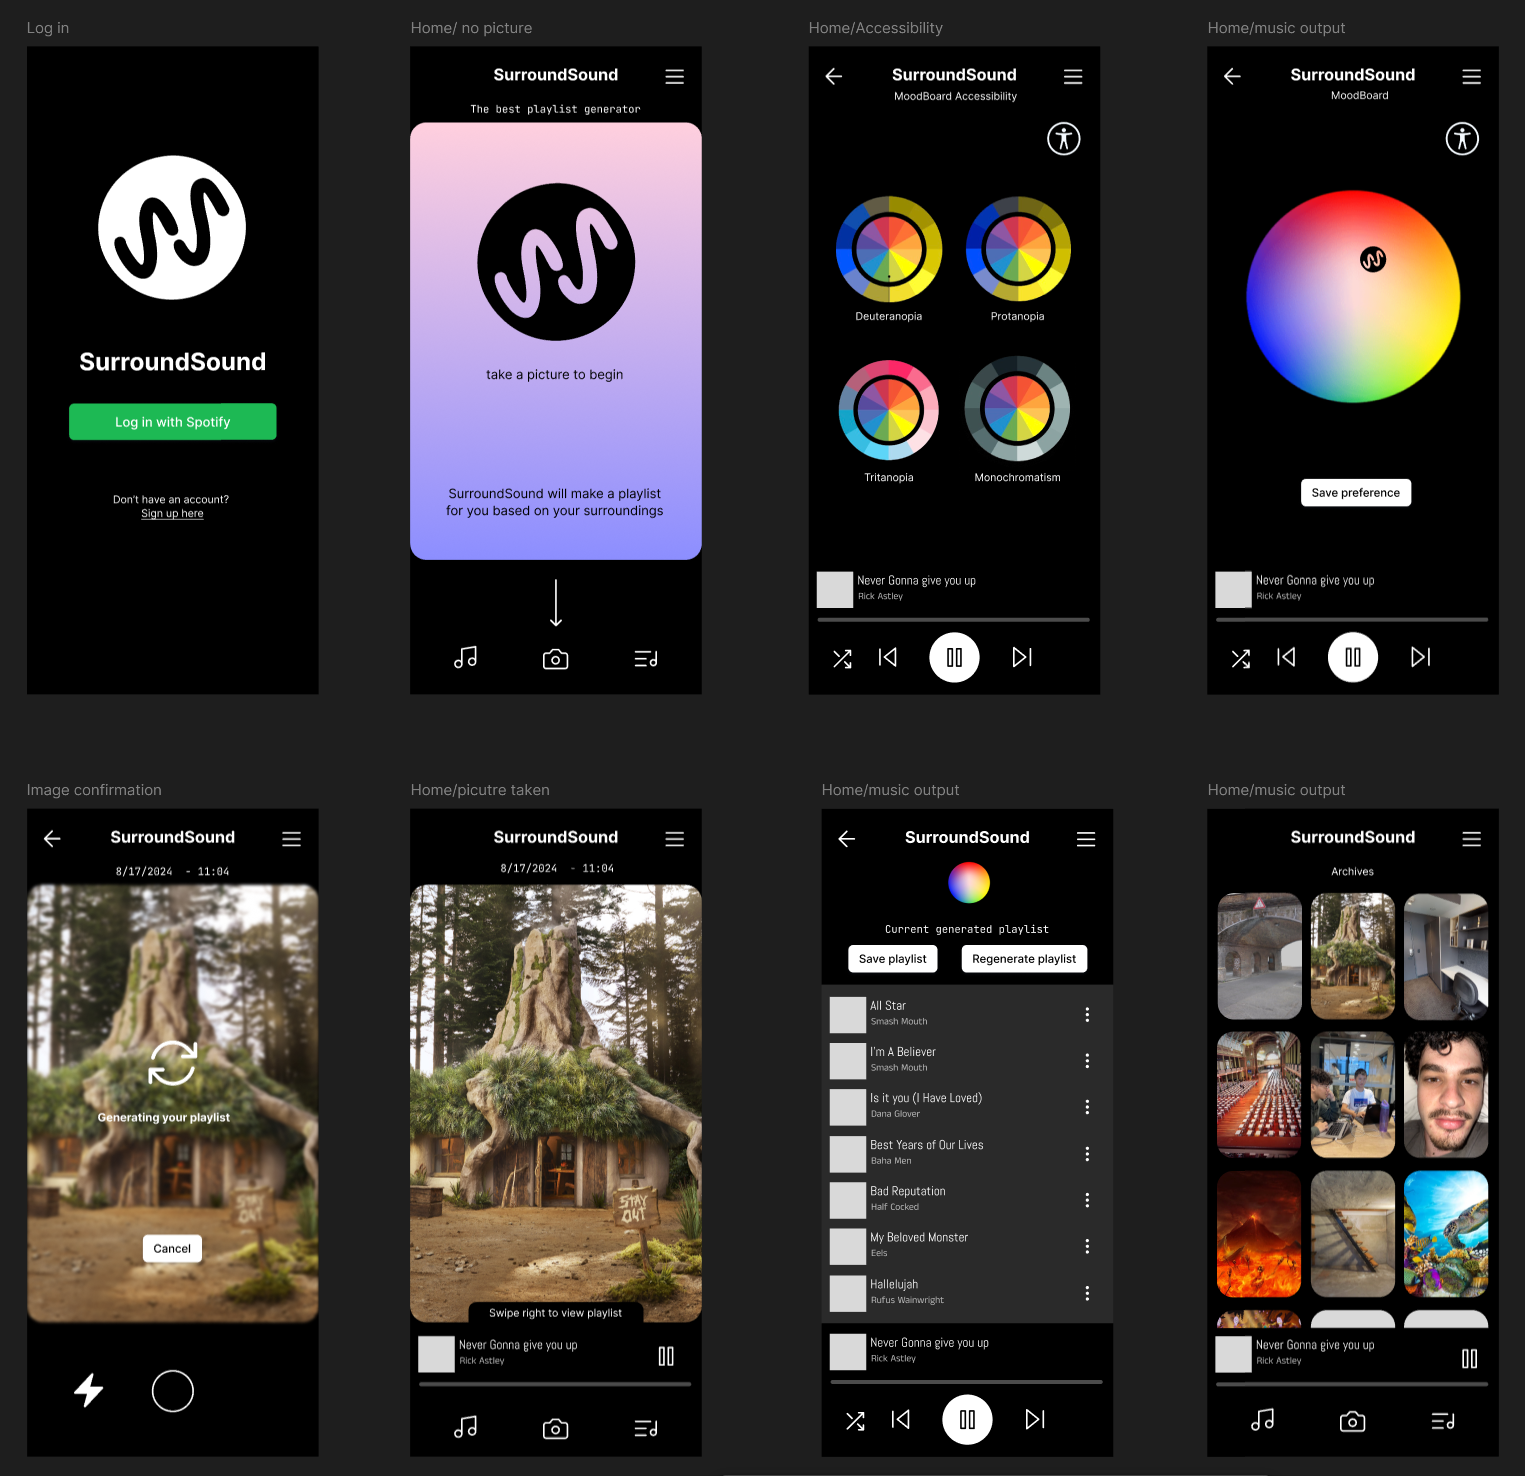 Log in
SurroundSound
Log in with Spotify
Don't have an account?
Sign up here
Home/ no picture
SurroundSound
The best playlist generator
take a picture to begin
SurroundSound will make a playlist
for you based on your surroundings
Home/Accessibility
SurroundSound
MoodBoard Accessibility
Deuteranopia
Protanopia
Tritanopia
Monochromatism
Never Gonna give you up
Rick Astley
Home/music output
SurroundSound
MoodBoard
Save preference
Never Gonna give you up
Rick Astley
Image confirmation
SurroundSound
8/17/2024 - 11:04
Generating your playlist
STAY
OUT
Cancel
Home/picutre taken
SurroundSound
8/17/2024 - 11:04
STAY
OUT
Swipe right to view playlist
Never Gonna give you up
Rick Astley
Home/music output
SurroundSound
Current generated playlist
Save playlist
Regenerate playlist
All Star
Smash Mouth
I'm A Believer
Smash Mouth
Is it you (I Have Loved)
Dana Glover
Best Years of Our Lives
Baha Men
Bad Reputation
Half Cocked
My Beloved Monster
Eels
Hallelujah
Rufus Wainwright
Never Gonna give you up
Rick Astley
Home/music output
SurroundSound
Archives
Never Gonna give you up
Rick Astley